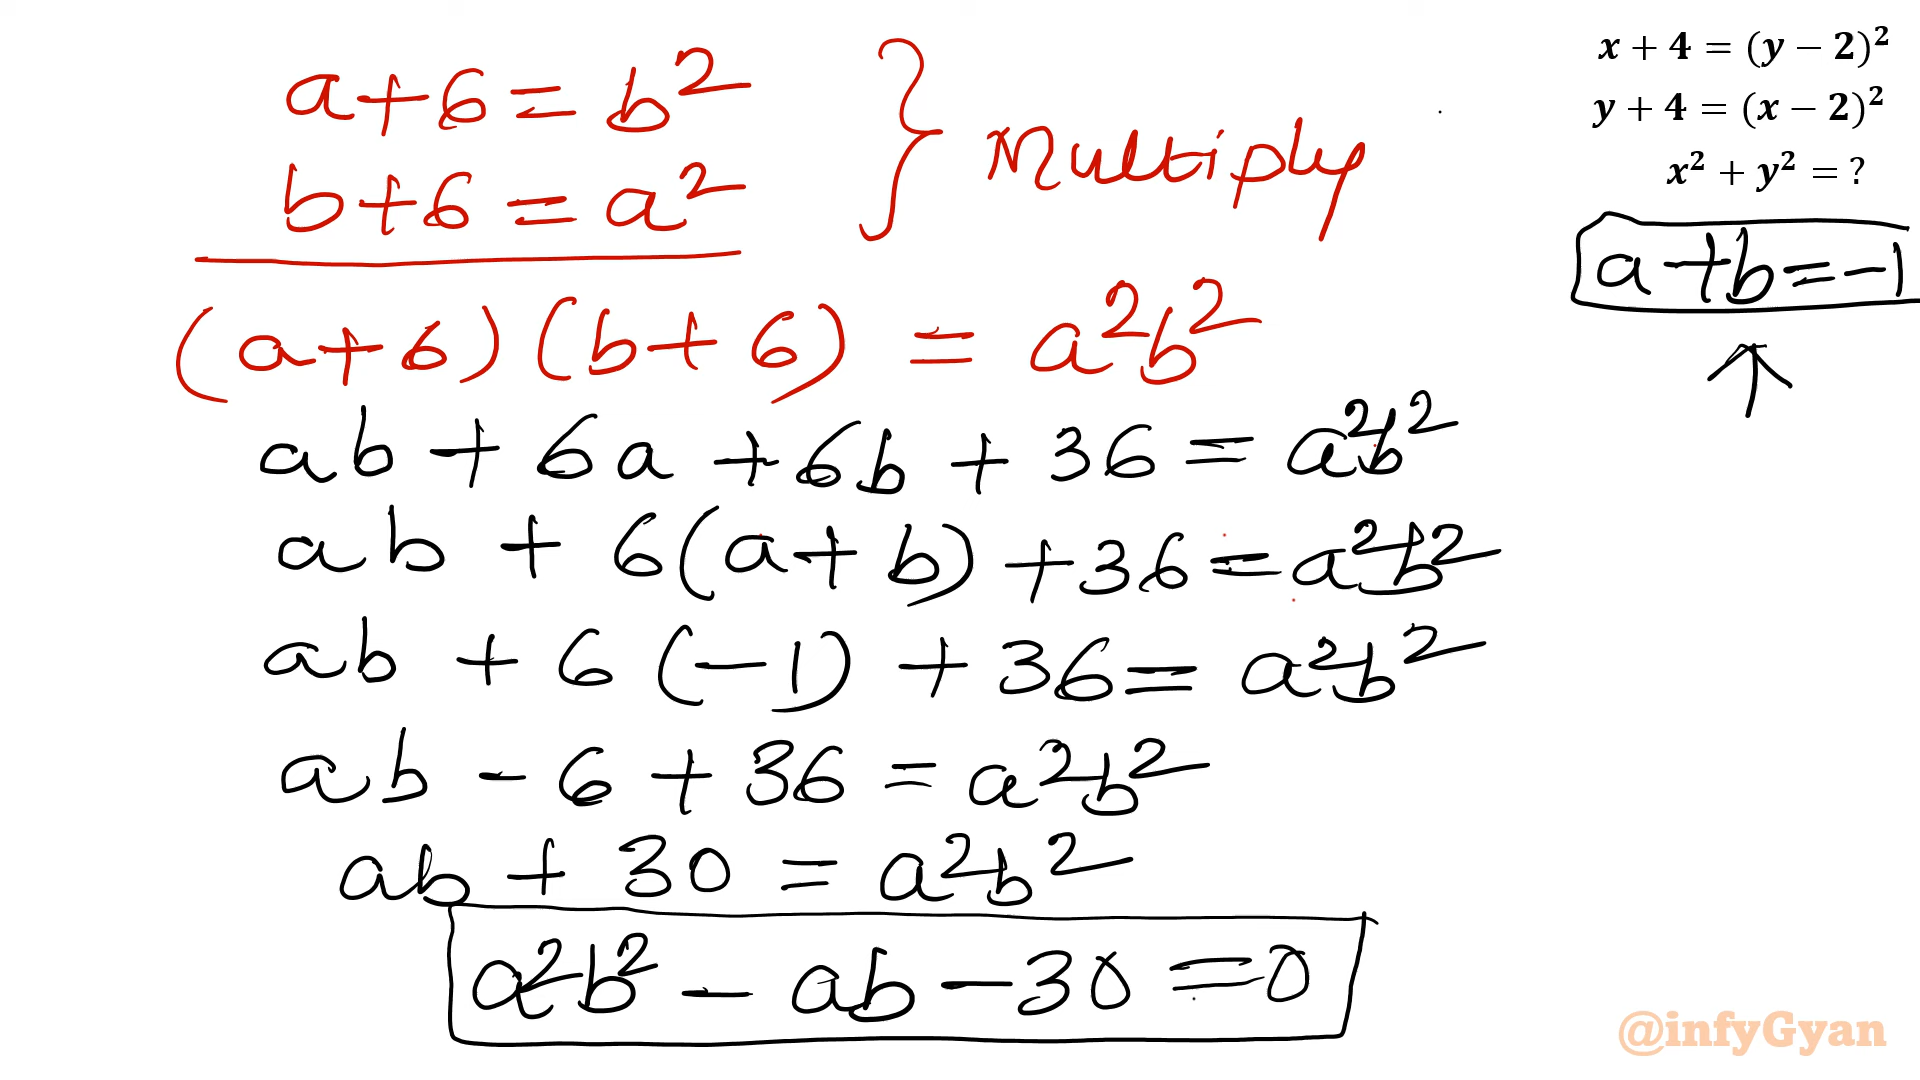 a+6=b²
b+6=a²
} Multiply
(a+6)(b+6) = a²b²
ab + 6a + 6b + 36 = a²b²
ab + 6(a+b) + 36 = a²b²
ab + 6(-1) + 36 = a²b²
ab - 6 + 36 = a²b²
ab + 30 = a²b²
a²b² - ab - 30 = 0
x + 4 = (y − 2)²
y + 4 = (x − 2)²
x² + y² = ?
a+b=-1
↑
@infyGyan